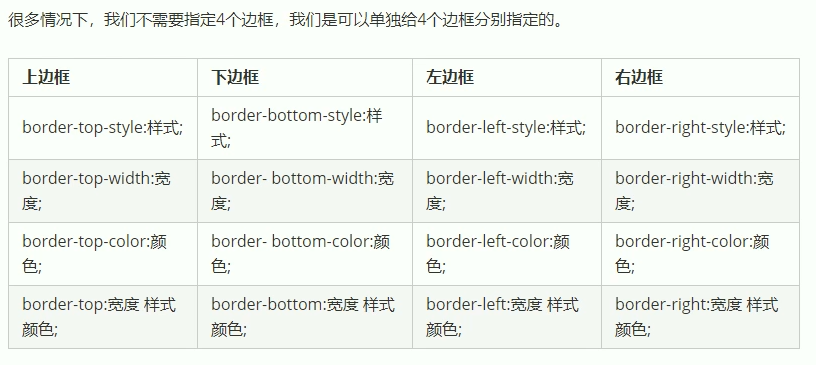 很多情况下，我们不需要指定4个边框，我们是可以单独给4个边框分别指定的。
上边框 下边框 左边框 右边框
border-top-style:样式; border-bottom-style:样式; border-left-style:样式; border-right-style:样式;
border-top-width:宽度; border- bottom-width:宽度; border-left-width:宽度; border-right-width:宽度;
border-top-color:颜色; border- bottom-color:颜色; border-left-color:颜色; border-right-color:颜色;
border-top:宽度 样式 颜色; border-bottom:宽度 样式 颜色; border-left:宽度 样式 颜色; border-right:宽度 样式 颜色;